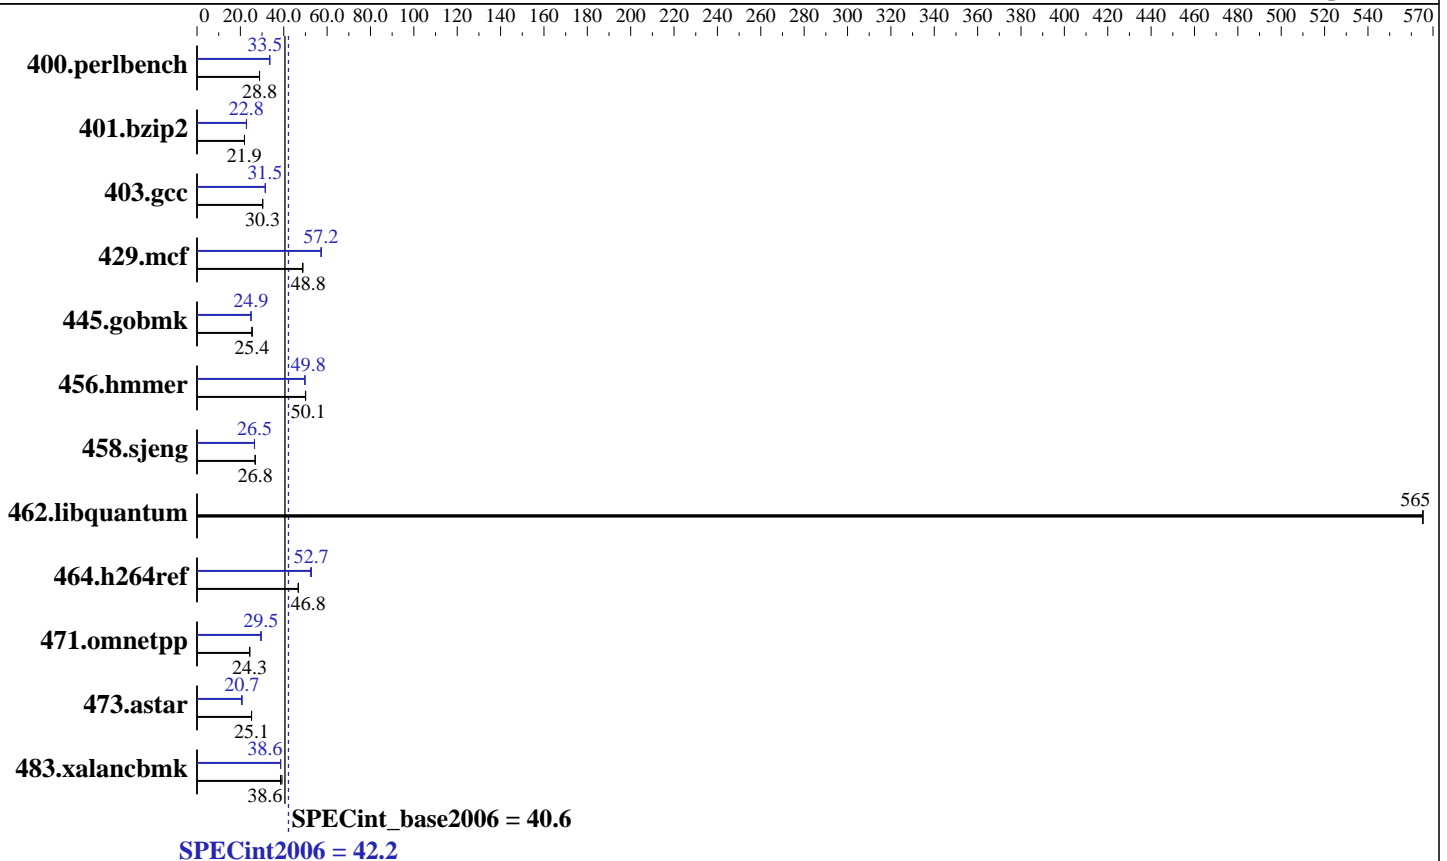 0 20.0 40.0 60.0 80.0 100 120 140 160 180 200 220 240 260 280 300 320 340 360 380 400 420 440 460 480 500 520 540 570
400.perlbench 33.5
28.8
401.bzip2 22.8
21.9
403.gcc 31.5
30.3
429.mcf 57.2
48.8
445.gobmk 24.9
25.4
456.hmmer 49.8
50.1
458.sjeng 26.5
26.8
462.libquantum 565
464.h264ref 52.7
46.8
471.omnetpp 29.5
24.3
473.astar 20.7
25.1
483.xalancbmk 38.6
38.6
SPECint_base2006 = 40.6
SPECint2006 = 42.2